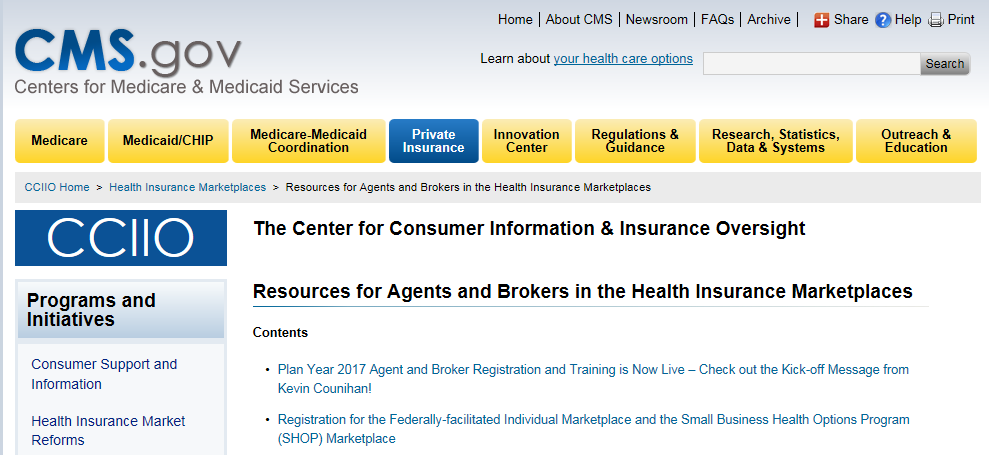 Home | About CMS | Newsroom | FAQs | Archive | Share Help Print
CMS.gov
Centers for Medicare & Medicaid Services
Learn about your health care options
Search
Medicare
Medicaid/CHIP
Medicare-Medicaid
Coordination
Private
Insurance
Innovation
Center
Regulations &
Guidance
Research, Statistics,
Data & Systems
Outreach &
Education
CCIIO Home > Health Insurance Marketplaces > Resources for Agents and Brokers in the Health Insurance Marketplaces
CCIIO
Programs and
Initiatives
Consumer Support and
Information
Health Insurance Market
Reforms
The Center for Consumer Information & Insurance Oversight
Resources for Agents and Brokers in the Health Insurance Marketplaces
Contents
• Plan Year 2017 Agent and Broker Registration and Training is Now Live – Check out the Kick-off Message from
Kevin Counihan!
• Registration for the Federally-facilitated Individual Marketplace and the Small Business Health Options Program
(SHOP) Marketplace